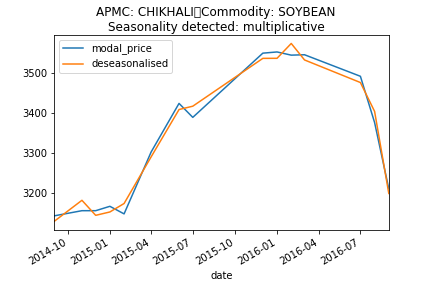 APMC: CHIKHALI▯Commodity: SOYBEAN
Seasonality detected: multiplicative
modal_price
deseasonalised
3500
3400
3300
3200
2014-10
2015-01
2015-04
2015-07
2015-10
2016-01
2016-04
2016-07
date